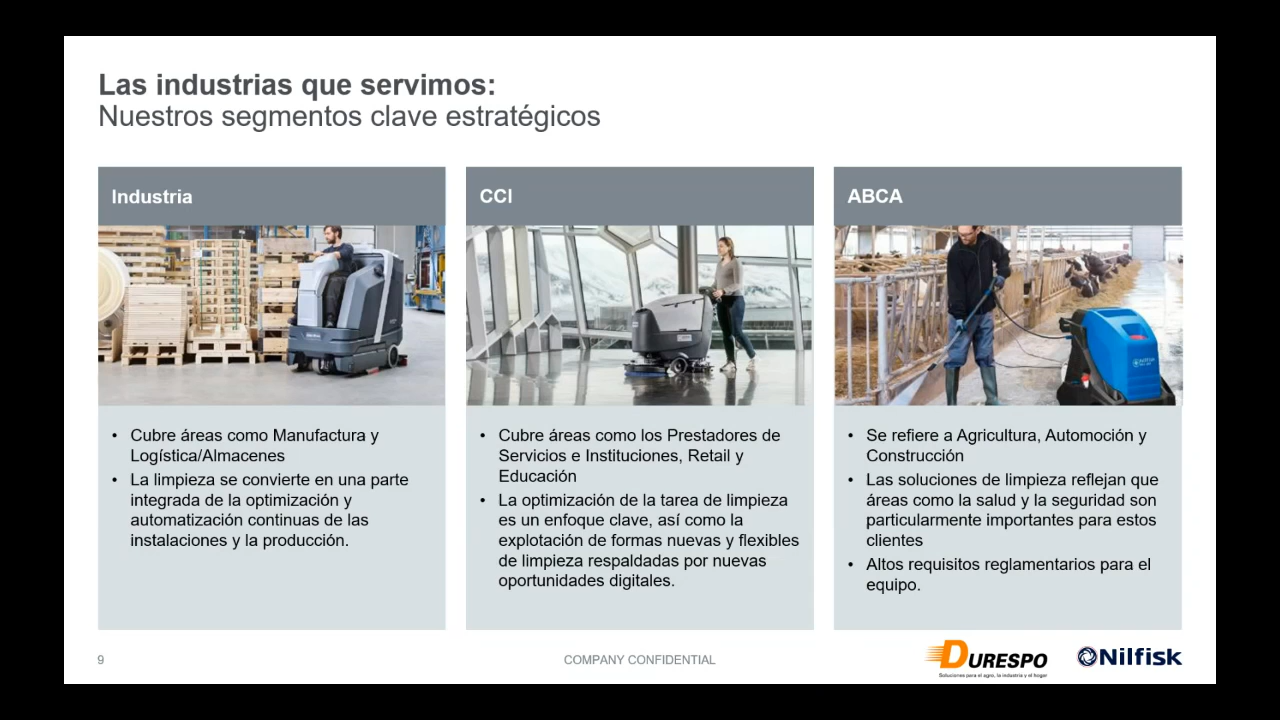 Las industrias que servimos:
Nuestros segmentos clave estratégicos
Industria
• Cubre áreas como Manufactura y
Logística/Almacenes
• La limpieza se convierte en una parte
integrada de la optimización y
automatización continuas de las
instalaciones y la producción.
CCI
• Cubre áreas como los Prestadores de
Servicios e Instituciones, Retail y
Educación
• La optimización de la tarea de limpieza
es un enfoque clave, así como la
explotación de formas nuevas y flexibles
de limpieza respaldadas por nuevas
oportunidades digitales.
ABCA
• Se refiere a Agricultura, Automoción y
Construcción
• Las soluciones de limpieza reflejan que
áreas como la salud y la seguridad son
particularmente importantes para estos
clientes
• Altos requisitos reglamentarios para el
equipo.
9
COMPANY CONFIDENTIAL
DURESPO
Soluciones para el agro, la industria y el hogar
Nilfisk